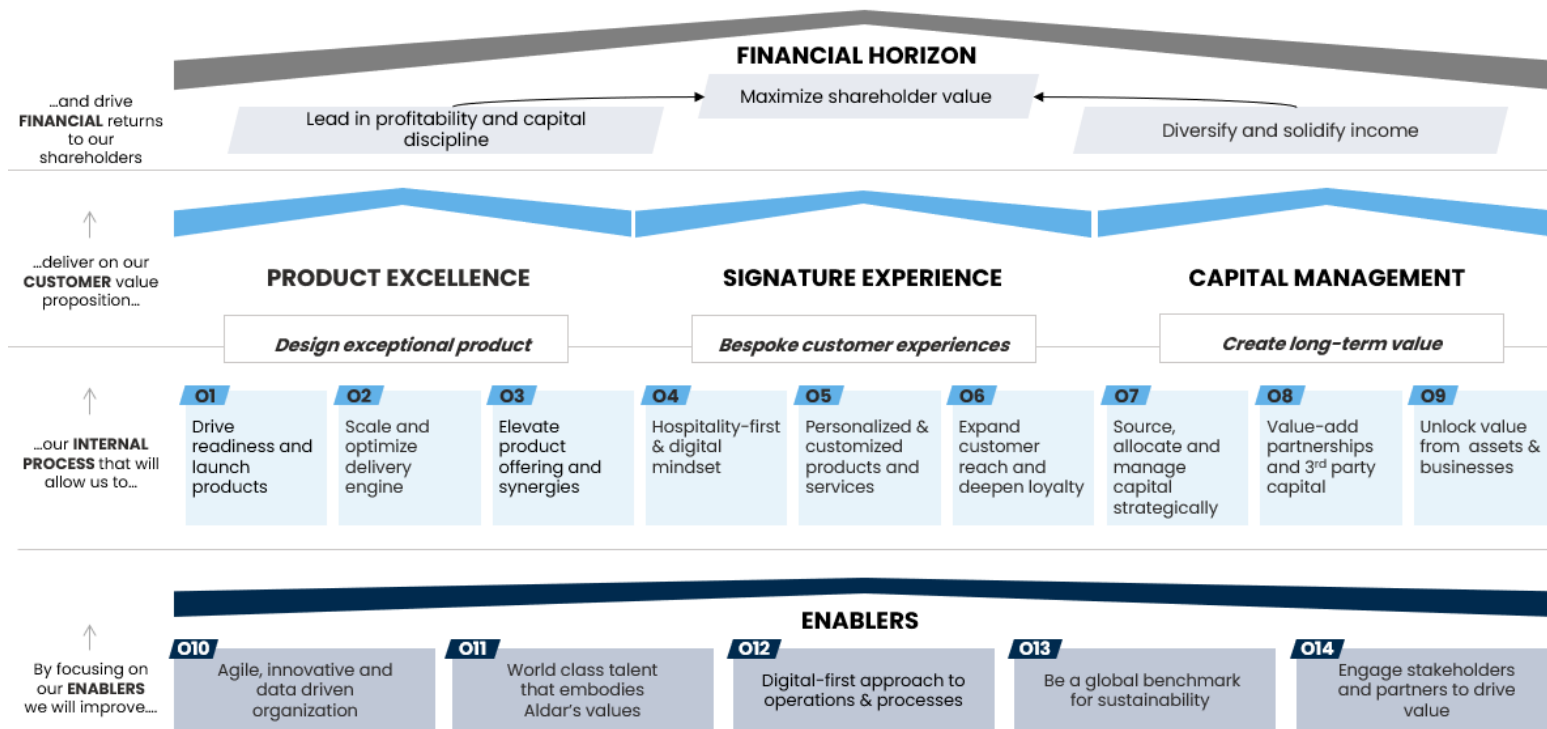 FINANCIAL HORIZON
…and drive
FINANCIAL returns
to our
shareholders
Lead in profitability and capital
discipline
Maximize shareholder value
Diversify and solidify income
…deliver on our
CUSTOMER value
proposition…
PRODUCT EXCELLENCE
SIGNATURE EXPERIENCE
CAPITAL MANAGEMENT
Design exceptional product
Bespoke customer experiences
Create long-term value
…our INTERNAL
PROCESS that will
allow us to…
O1
Drive
readiness and
launch
products
O2
Scale and
optimize
delivery
engine
O3
Elevate
product
offering and
synergies
O4
Hospitality-first
& digital
mindset
O5
Personalized &
customized
products and
services
O6
Expand
customer
reach and
deepen loyalty
O7
Source,
allocate and
manage
capital
strategically
O8
Value-add
partnerships
and 3rd party
capital
O9
Unlock value
from assets &
businesses
ENABLERS
By focusing on
our ENABLERS
we will improve….
O10
Agile, innovative and
data driven
organization
O11
World class talent
that embodies
Aldar’s values
O12
Digital-first approach to
operations & processes
O13
Be a global benchmark
for sustainability
O14
Engage stakeholders
and partners to drive
value